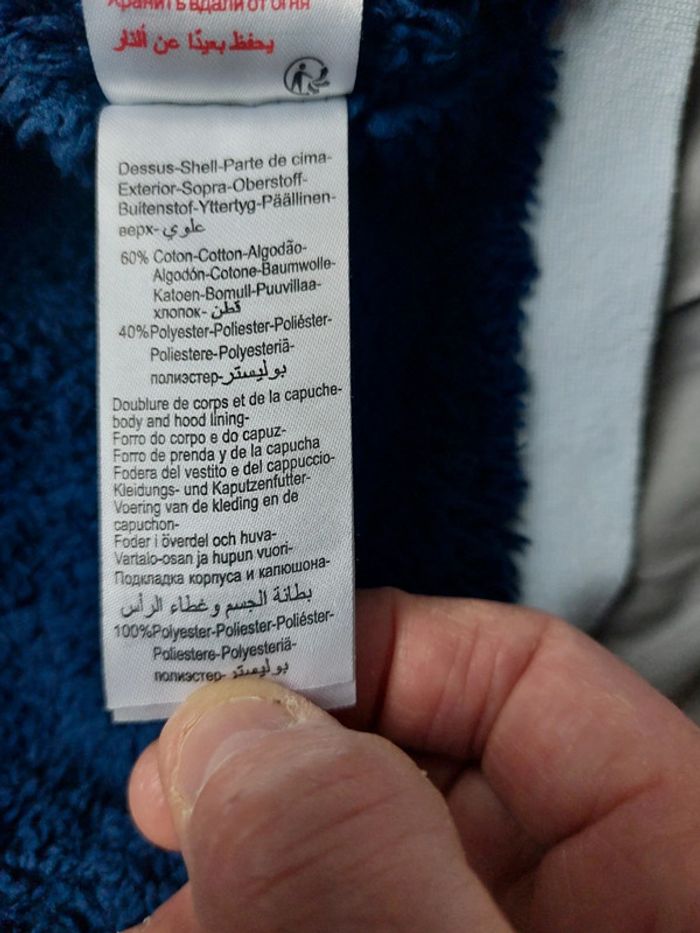 Хранить вдали от огня
يحفظ بعيدًا عن ألنار
Dessus-Shell-Parte de cima-
Exterior-Sopra-Oberstoff-
Buitenstof-Yttertyg-Päällinen-
верх-علوي
60% Coton-Cotton-Algodão-
Algodón-Cotone-Baumwolle-
Katoen-Bomull-Puuvillaa-
хлопок-قطن
40%Polyester-Poliester-Poliéster-
Poliestere-Polyesteriä-
полиэстер-بوليستر
Doublure de corps et de la capuche-
body and hood lining-
Forro do corpo e do capuz-
Forro de prenda y de la capucha
Fodera del vestito e del cappuccio-
Kleidungs- und Kaputzenfutter-
Voering van de kleding en de
capuchon-
Foder i överdel och huva-
Vartalo-osan ja hupun vuori-
Подкладка корпуса и капюшона-
بطانة الجسم وغطاء الرأس
100%Polyester-Poliester-Poliéster-
Poliestere-Polyesteriä-
полиэстер-بوليستر